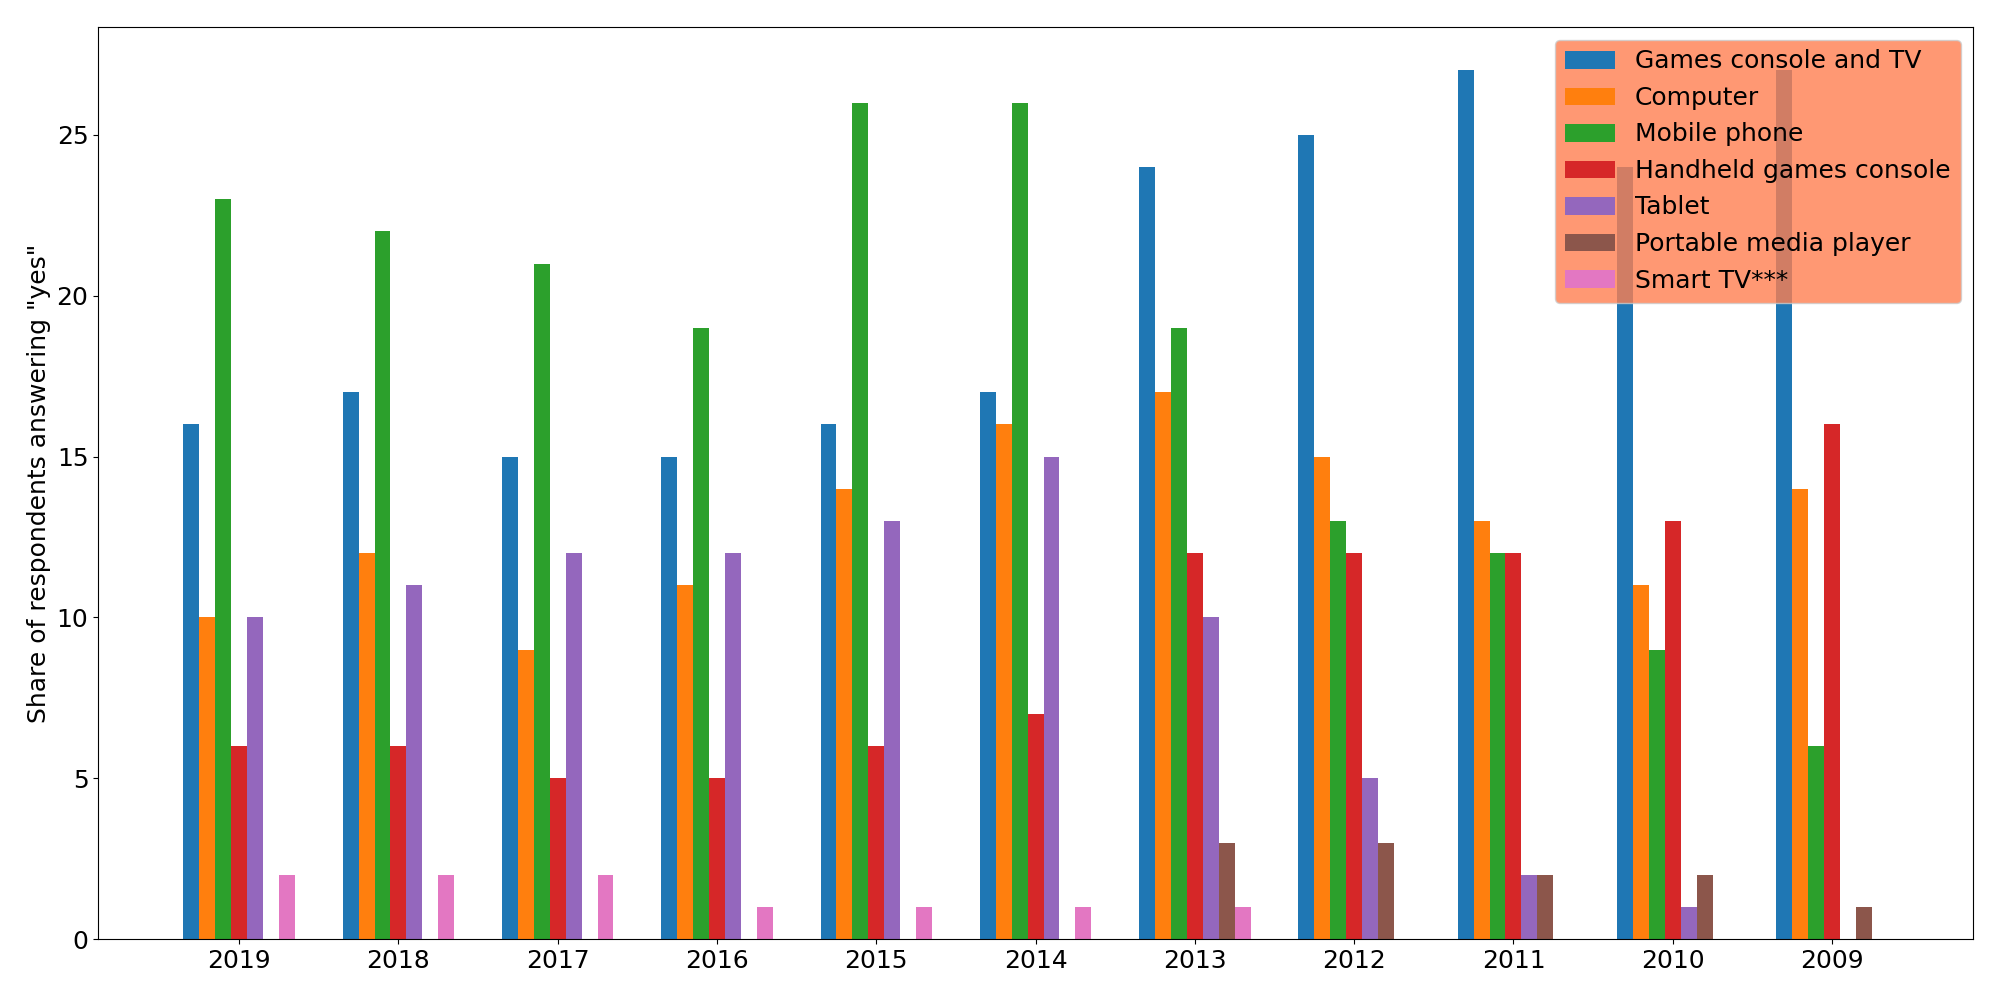 Games console and TV
Computer
Mobile phone
Handheld games console
Tablet
Portable media player
Smart TV***
Share of respondents answering "yes"
25
20
15
10
5
0
2019 2018 2017 2016 2015 2014 2013 2012 2011 2010 2009